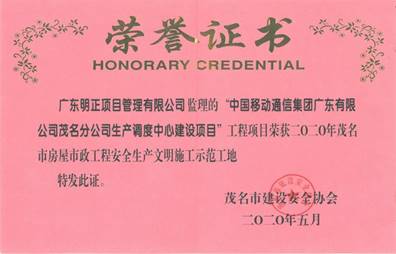 荣誉证书
HONORARY CREDENTIAL
广东明正项目管理有限公司监理的“中国移动通信集团广东有限
公司茂名分公司生产调度中心建设项目”工程项目荣获二〇二〇年茂名
市房屋市政工程安全生产文明施工示范工地
特发此证。
茂名市建设安全协会
二〇二〇年五月